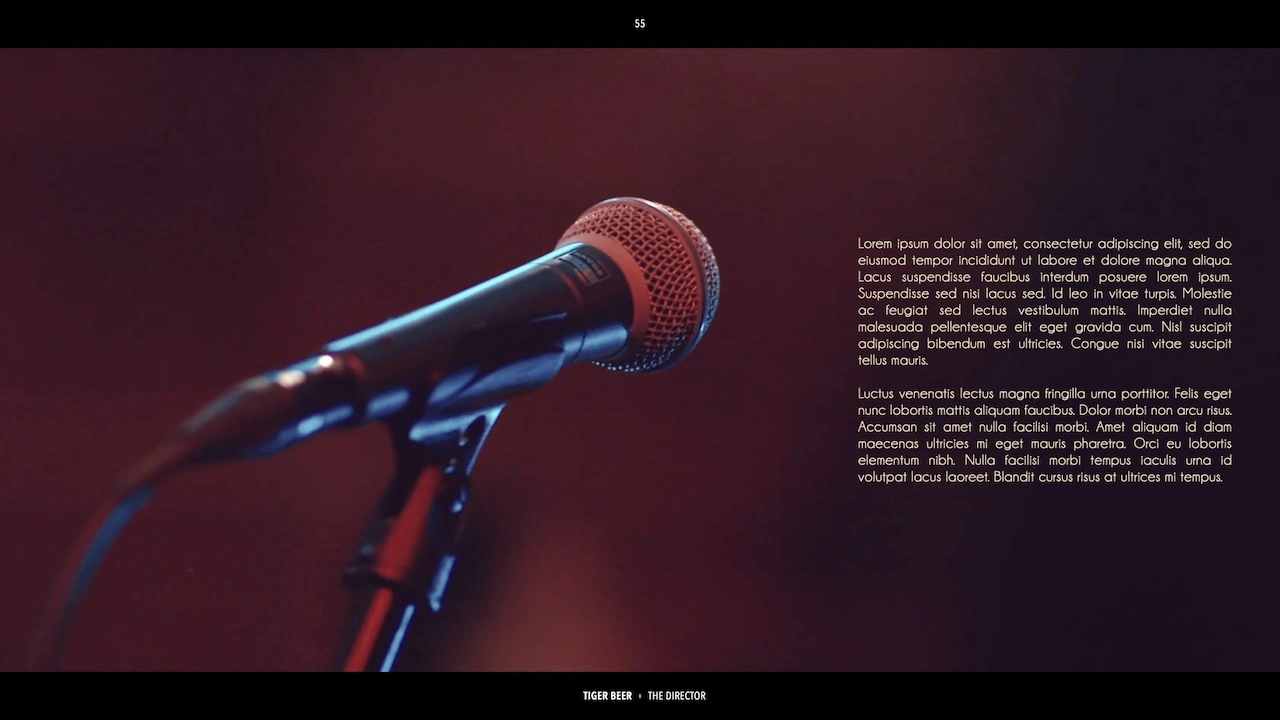 55
Lorem ipsum dolor sit amet, consectetur adipiscing elit, sed do
eiusmod tempor incididunt ut labore et dolore magna aliqua.
Lacus suspendisse faucibus interdum posuere lorem ipsum.
Suspendisse sed nisi lacus sed. Id leo in vitae turpis. Molestie
ac feugiat sed lectus vestibulum mattis. Imperdiet nulla
malesuada pellentesque elit eget gravida cum. Nisl suscipit
adipiscing bibendum est ultricies. Congue nisi vitae suscipit
tellus mauris.
Luctus venenatis lectus magna fringilla urna porttitor. Felis eget
nunc lobortis mattis aliquam faucibus. Dolor morbi non arcu risus.
Accumsan sit amet nulla facilisi morbi. Amet aliquam id diam
maecenas ultricies mi eget mauris pharetra. Orci eu lobortis
elementum nibh. Nulla facilisi morbi tempus iaculis urna id
volutpat lacus laoreet. Blandit cursus risus at ultrices mi tempus.
TIGER BEER THE DIRECTOR